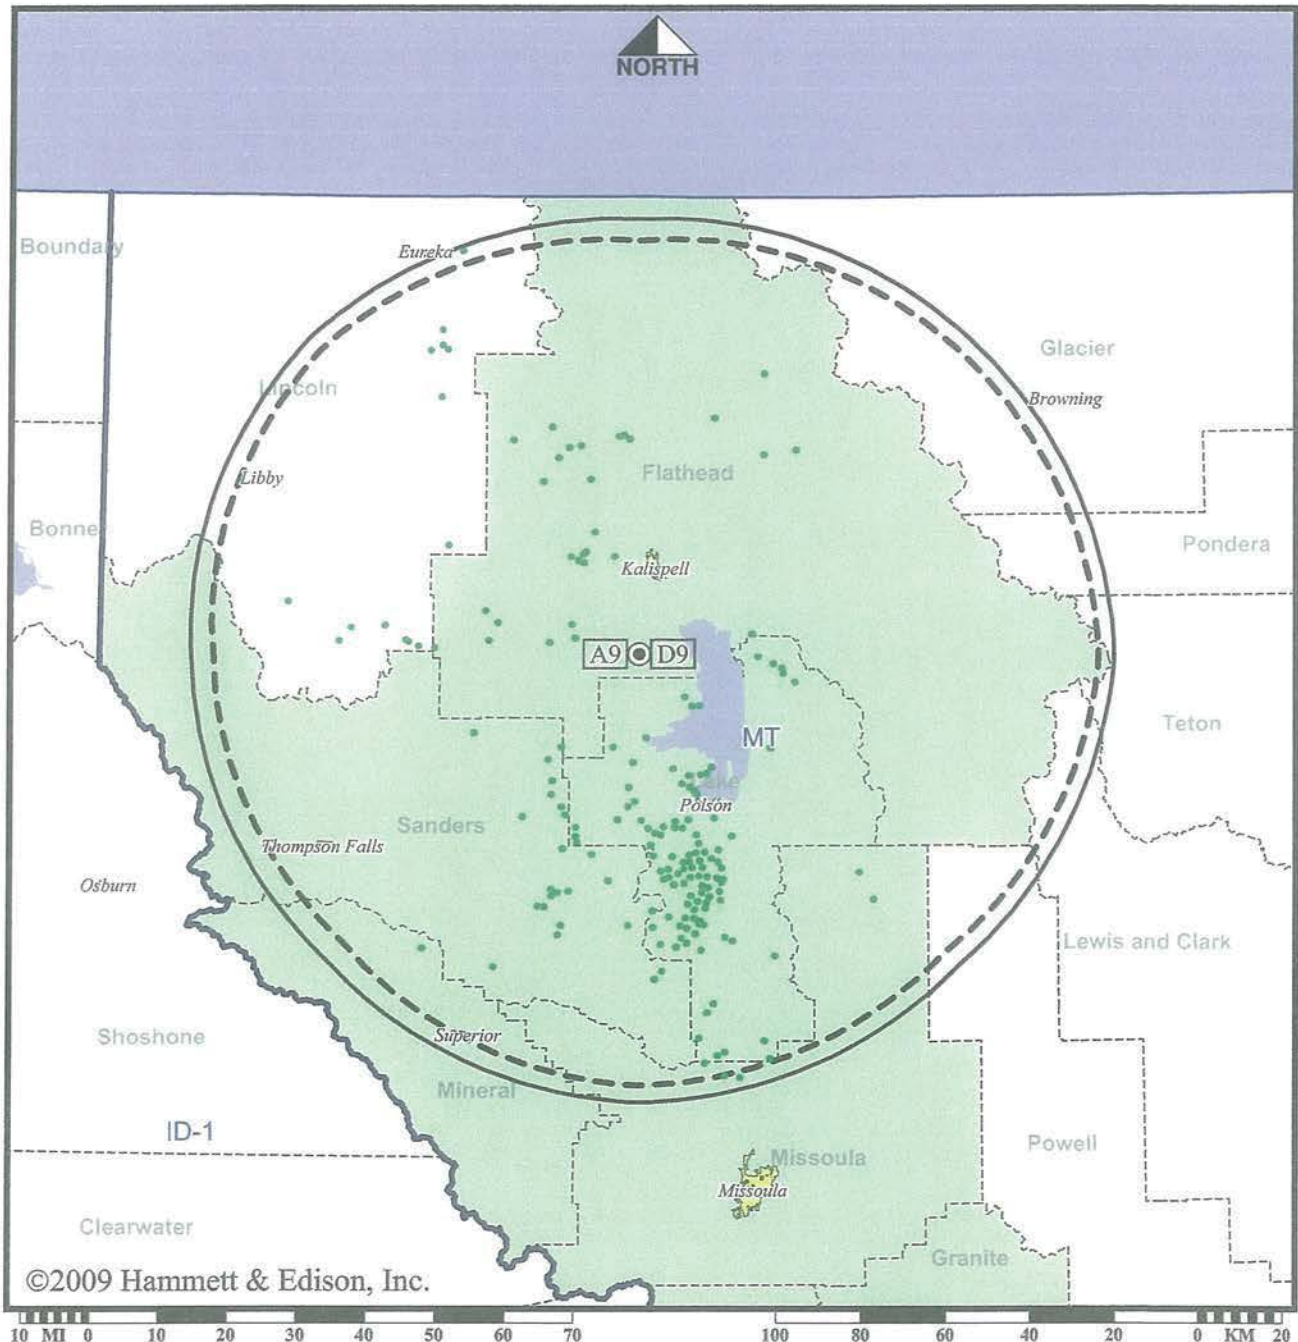 NORTH
Boundary
Eureka
Glacier
Lincoln
Browning
Libby
Flathead
Bonne
Pondera
Kalispell
A9 D9
MT
Teton
Lake
Polson
Sanders
Thompson Falls
Osburn
Lewis and Clark
Shoshone
Superior
Mineral
ID-1
Powell
Missoula
Missoula
Clearwater
Granite
©2009 Hammett & Edison, Inc.
10 MI 0 10 20 30 40 50 60 70 100 80 60 40 20 0 KM 20